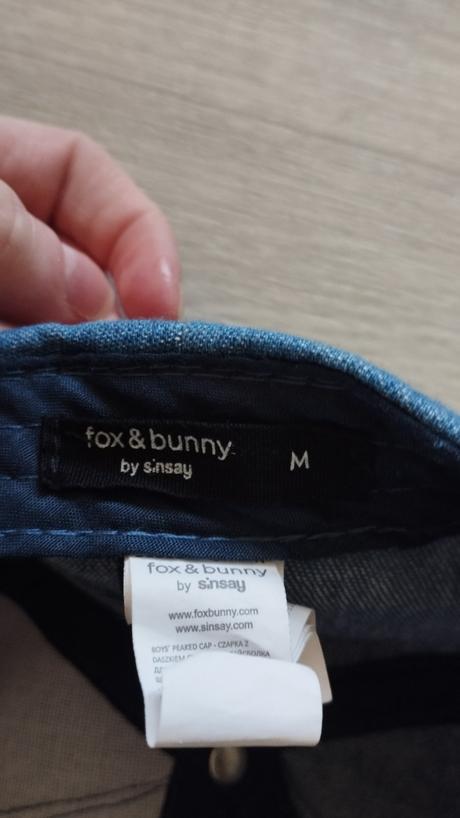 fox & bunny
by sinsay
M
fox & bunny
by sinsay
www.foxbunny.com
www.sinsay.com
BOYS' PEAKED CAP - CZAPKA Z
DASZKIEM